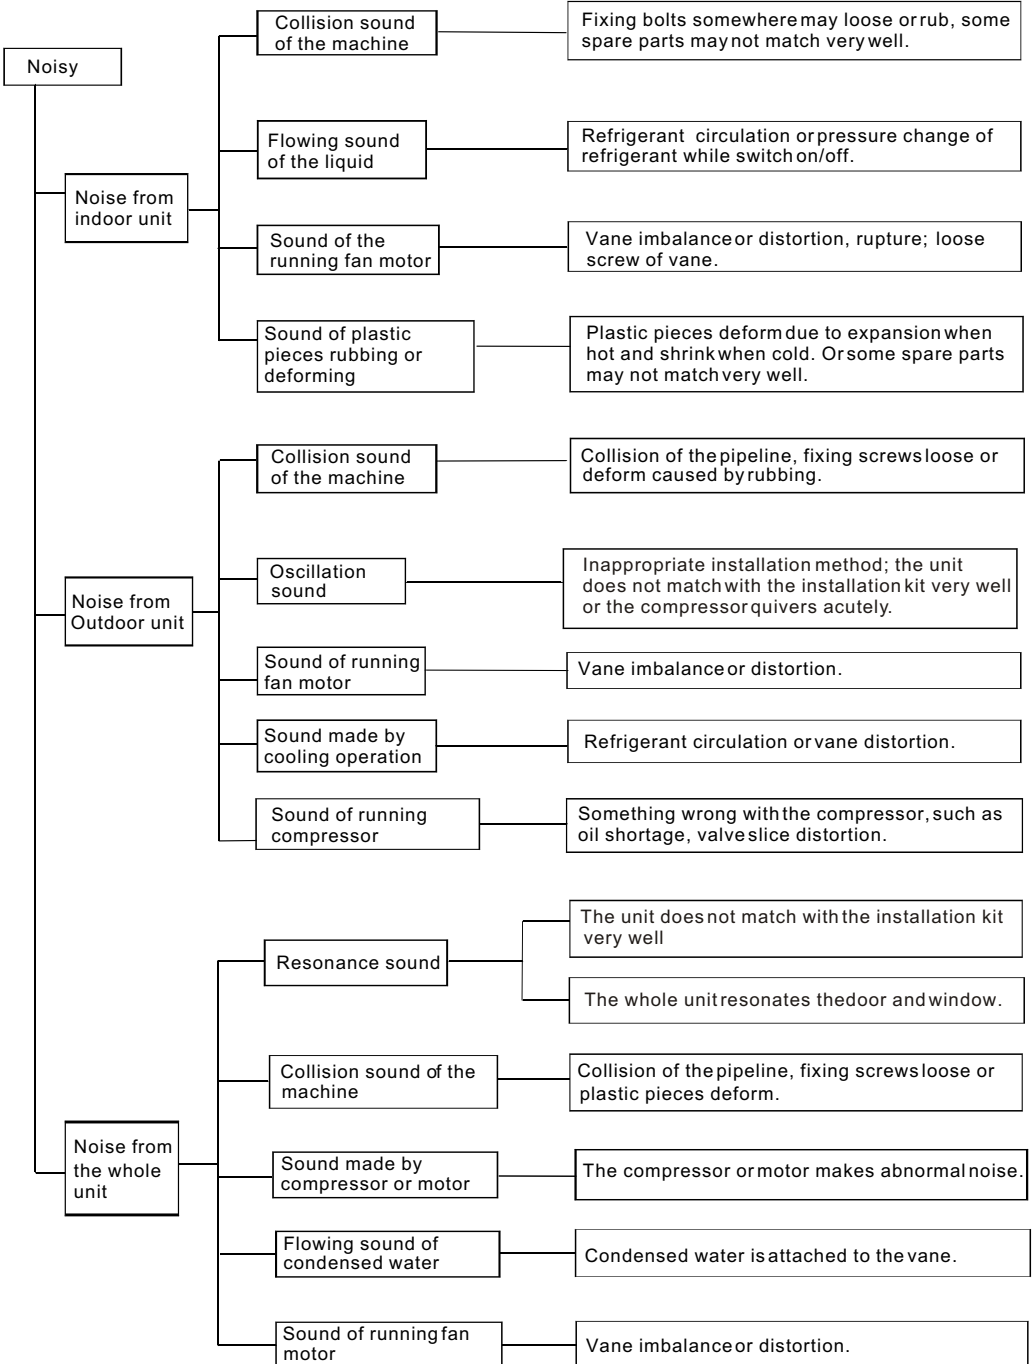 Noisy
Noise from
indoor unit
Collision sound
of the machine
Fixing bolts somewhere may loose or rub, some
spare parts may not match very well.
Flowing sound
of the liquid
Refrigerant circulation or pressure change of
refrigerant while switch on/off.
Sound of the
running fan motor
Vane imbalance or distortion, rupture; loose
screw of vane.
Sound of plastic
pieces rubbing or
deforming
Plastic pieces deform due to expansion when
hot and shrink when cold. Or some spare parts
may not match very well.
Noise from
Outdoor unit
Collision sound
of the machine
Collision of the pipeline, fixing screws loose or
deform caused by rubbing.
Oscillation
sound
Inappropriate installation method; the unit
does not match with the installation kit very well
or the compressor quivers acutely.
Sound of running
fan motor
Vane imbalance or distortion.
Sound made by
cooling operation
Refrigerant circulation or vane distortion.
Sound of running
compressor
Something wrong with the compressor, such as
oil shortage, valve slice distortion.
Noise from
the whole
unit
Resonance sound
The unit does not match with the installation kit
very well
The whole unit resonates thedoor and window.
Collision sound of the
machine
Collision of the pipeline, fixing screws loose or
plastic pieces deform.
Sound made by
compressor or motor
The compressor or motor makes abnormal noise.
Flowing sound of
condensed water
Condensed water is attached to the vane.
Sound of running fan
motor
Vane imbalance or distortion.